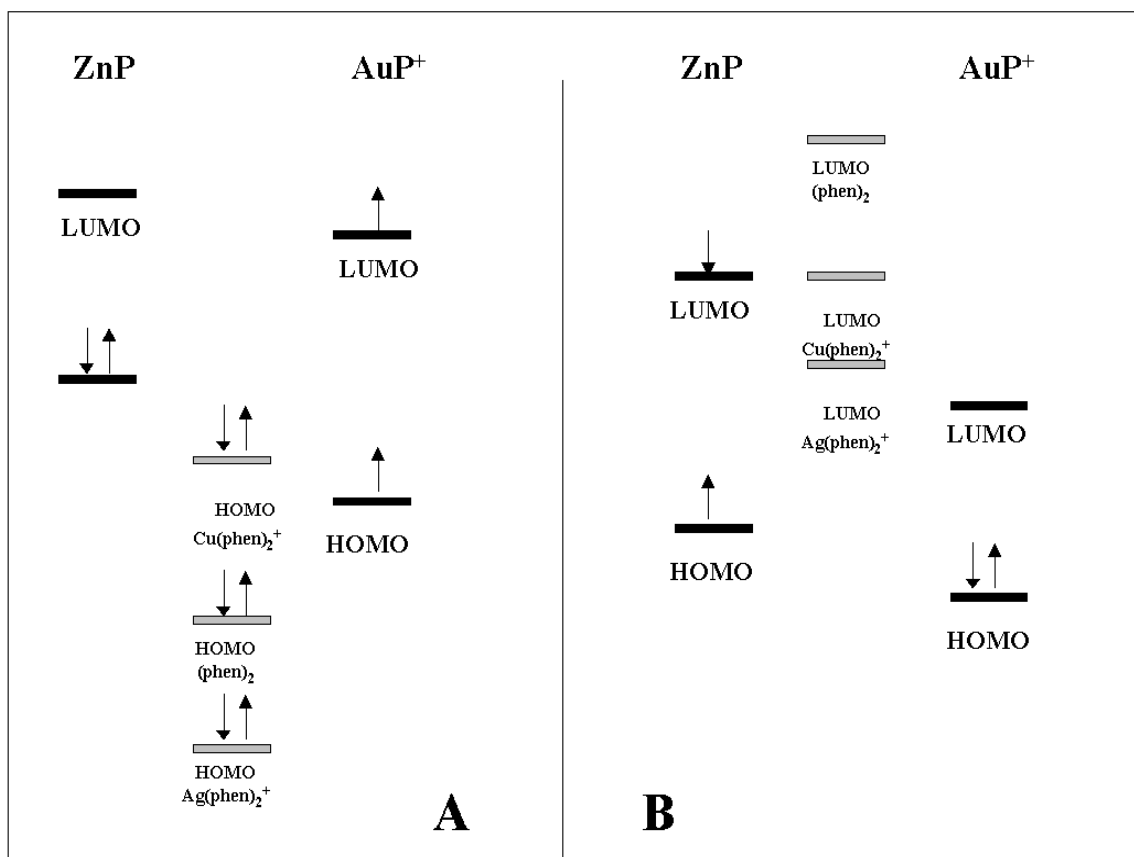 ZnP
AuP⁺
LUMO
LUMO
HOMO
Cu(phen)₂⁺
HOMO
HOMO
(phen)₂
HOMO
Ag(phen)₂⁺
A
ZnP
AuP⁺
LUMO
(phen)₂
LUMO
LUMO
Cu(phen)₂⁺
LUMO
Ag(phen)₂⁺
LUMO
HOMO
HOMO
B